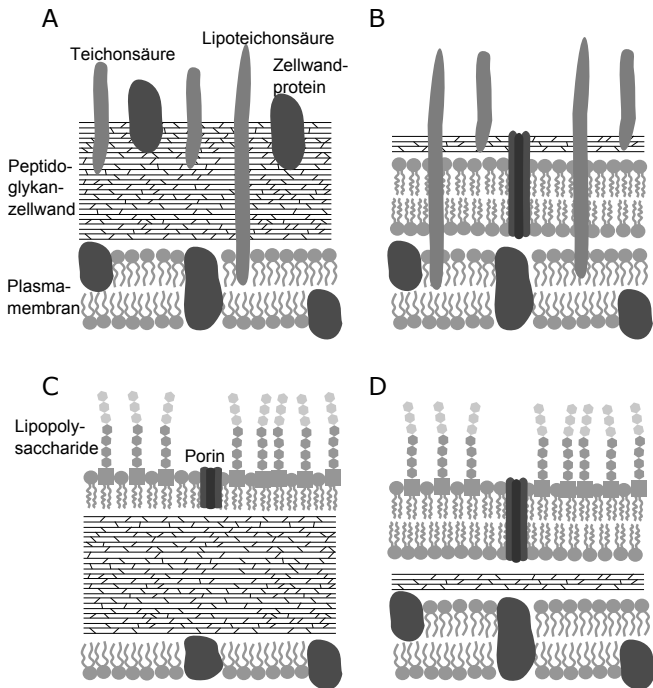 A
B
Teichonsäure
Lipoteichonsäure
Zellwand-
protein
Peptido-
glykan-
zellwand
Plasma-
membran
C
D
Lipopoly-
saccharide
Porin